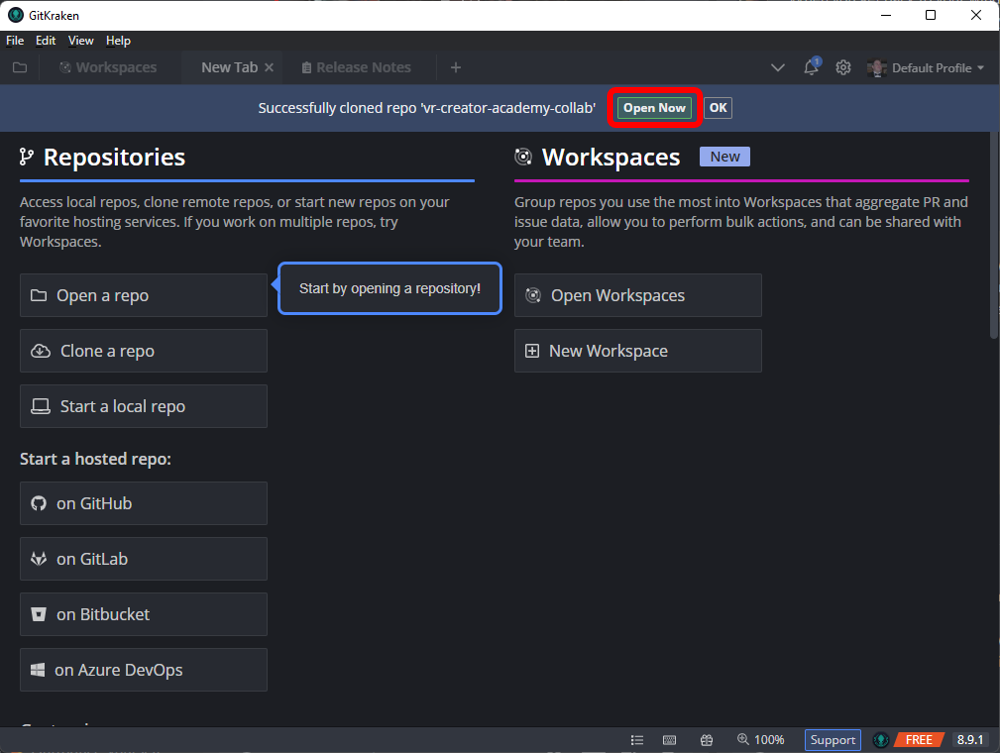 GitKraken
File Edit View Help
Workspaces New Tab Release Notes
1
Default Profile
Successfully cloned repo 'vr-creator-academy-collab' Open Now OK
Repositories
Access local repos, clone remote repos, or start new repos on your
favorite hosting services. If you work on multiple repos, try
Workspaces.
Open a repo
Start by opening a repository!
Clone a repo
Start a local repo
Start a hosted repo:
on GitHub
on GitLab
on Bitbucket
on Azure DevOps
Workspaces New
Group repos you use the most into Workspaces that aggregate PR and
issue data, allow you to perform bulk actions, and can be shared with
your team.
Open Workspaces
New Workspace
100% Support FREE 8.9.1